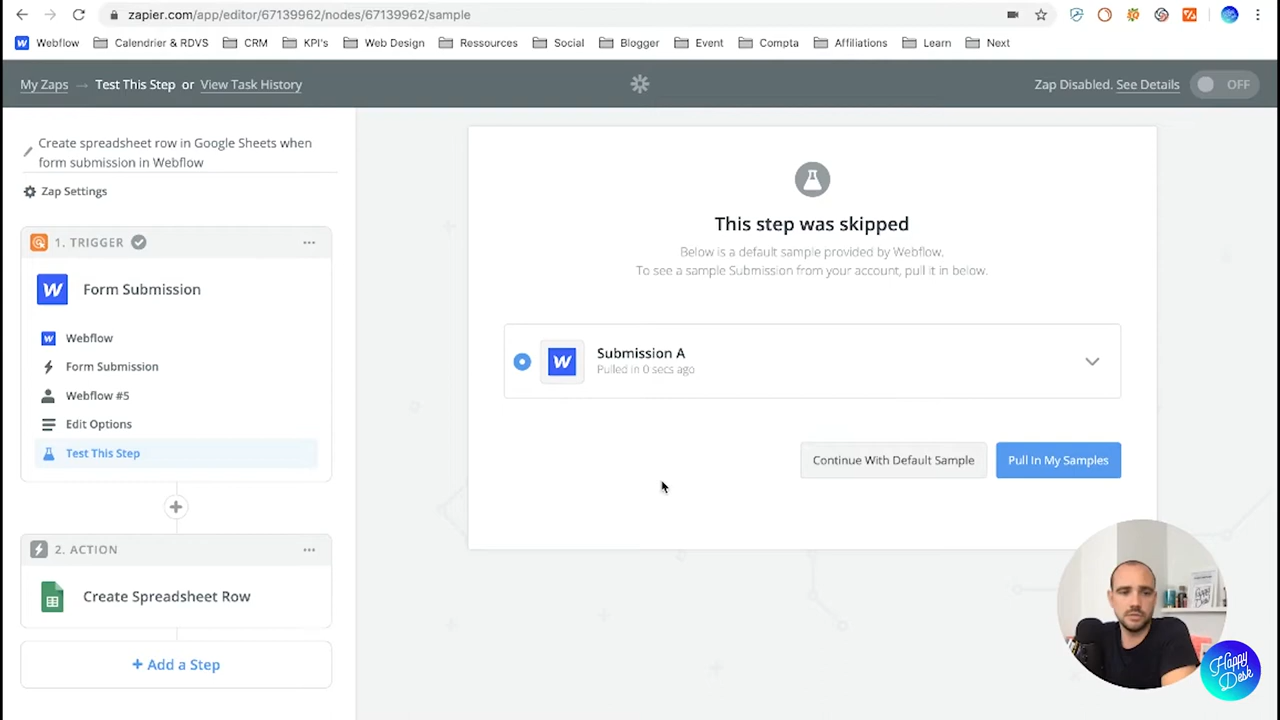 zapier.com/app/editor/67139962/nodes/67139962/sample
Webflow Calendrier & RDVS CRM KPI's Web Design Ressources Social Blogger Event Compta Affiliations Learn Next
My Zaps → Test This Step or View Task History
Zap Disabled. See Details OFF
Create spreadsheet row in Google Sheets when
form submission in Webflow
Zap Settings
1. TRIGGER
Form Submission
Webflow
Form Submission
Webflow #5
Edit Options
Test This Step
2. ACTION
Create Spreadsheet Row
+ Add a Step
This step was skipped
Below is a default sample provided by Webflow.
To see a sample Submission from your account, pull it in below.
Submission A
Pulled in 0 secs ago
Continue With Default Sample
Pull In My Samples
Happy
Desk